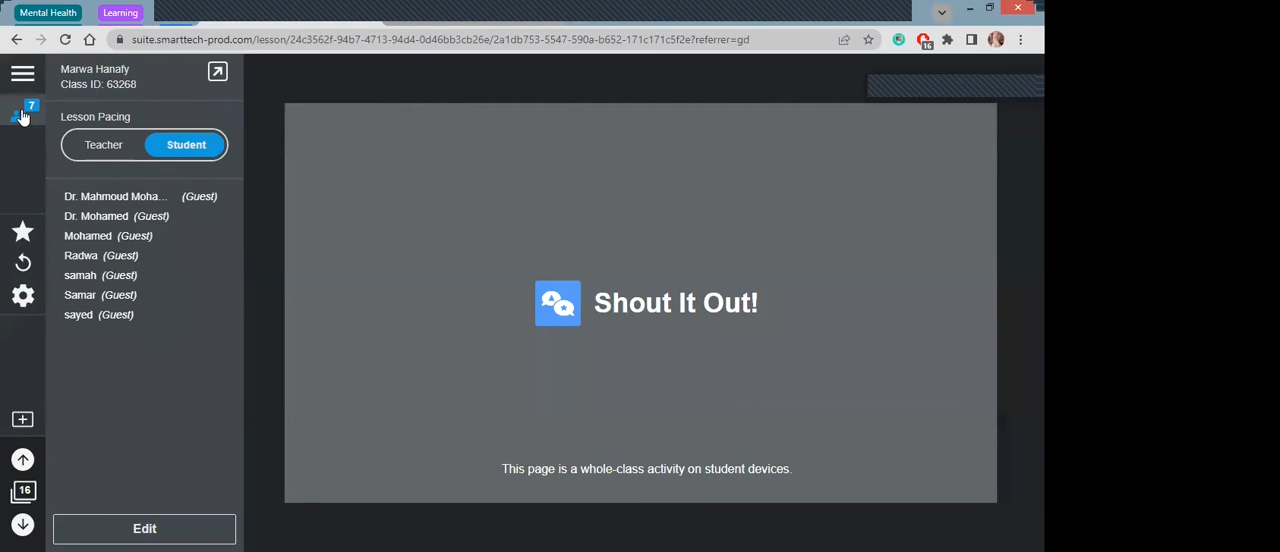 Mental Health
Learning
suite.smarttech-prod.com/lesson/24c3562f-94b7-4713-94d4-0d46bb3cb26e/2a1db753-5547-590a-b652-171c171c5f2e?referrer=gd
16
Marwa Hanafy
Class ID: 63268
7
Lesson Pacing
Teacher
Student
Dr. Mahmoud Moha... (Guest)
Dr. Mohamed (Guest)
Mohamed (Guest)
Radwa (Guest)
samah (Guest)
Samar (Guest)
sayed (Guest)
Shout It Out!
This page is a whole-class activity on student devices.
16
Edit